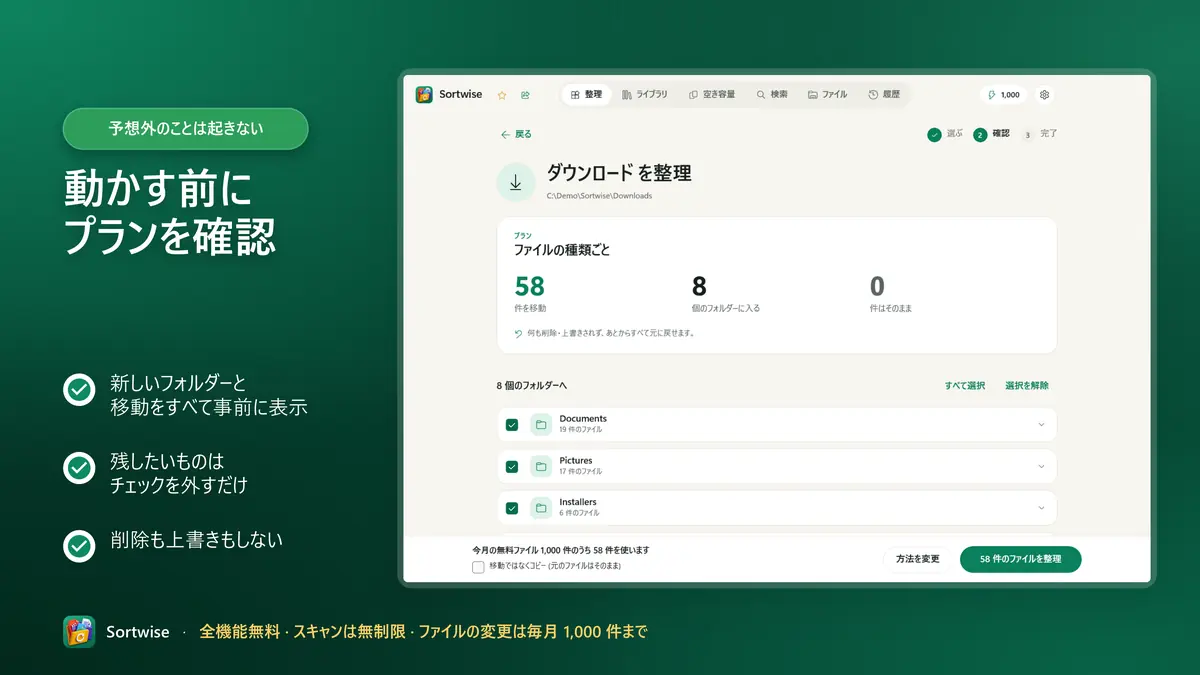 予想外のことは起きない
動かす前に
プランを確認
新しいフォルダーと
移動をすべて事前に表示
残したいものは
チェックを外すだけ
削除も上書きもしない
Sortwise · 全機能無料 · スキャンは無制限 · ファイルの変更は毎月 1,000 件まで
Sortwise
整理
ライブラリ
空き容量
検索
ファイル
履歴
1,000
戻る
選ぶ
2 確認
3 完了
ダウンロード を整理
C:\Demo\Sortwise\Downloads
プラン
ファイルの種類ごと
58
件を移動
8
個のフォルダーに入る
0
件はそのまま
何も削除・上書きされず、あとからすべて元に戻せます。
8 個のフォルダーへ
すべて選択
選択を解除
Documents
19 件のファイル
Pictures
17 件のファイル
Installers
6 件のファイル
今月の無料ファイル 1,000 件のうち 58 件を使います
移動ではなくコピー (元のファイルはそのまま)
方法を変更
58 件のファイルを整理